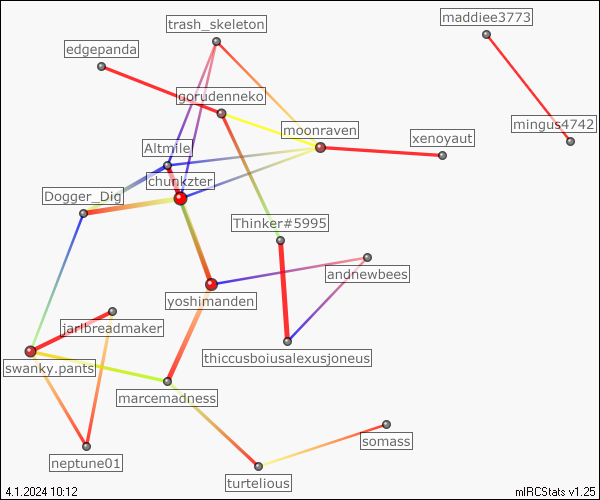 maddiee3773
trash_skeleton
edgepanda
gorudenneko
mingus4742
moonraven
xenoyaut
Altmile
chunkzter
Dogger_Dig
Thinker#5995
andnewbees
yoshimanden
jarlbreadmaker
thiccusboiusalexusjoneus
swanky.pants
marcemadness
somass
neptune01
turtelious
4.1.2024 10:12
mIRCStats v1.25